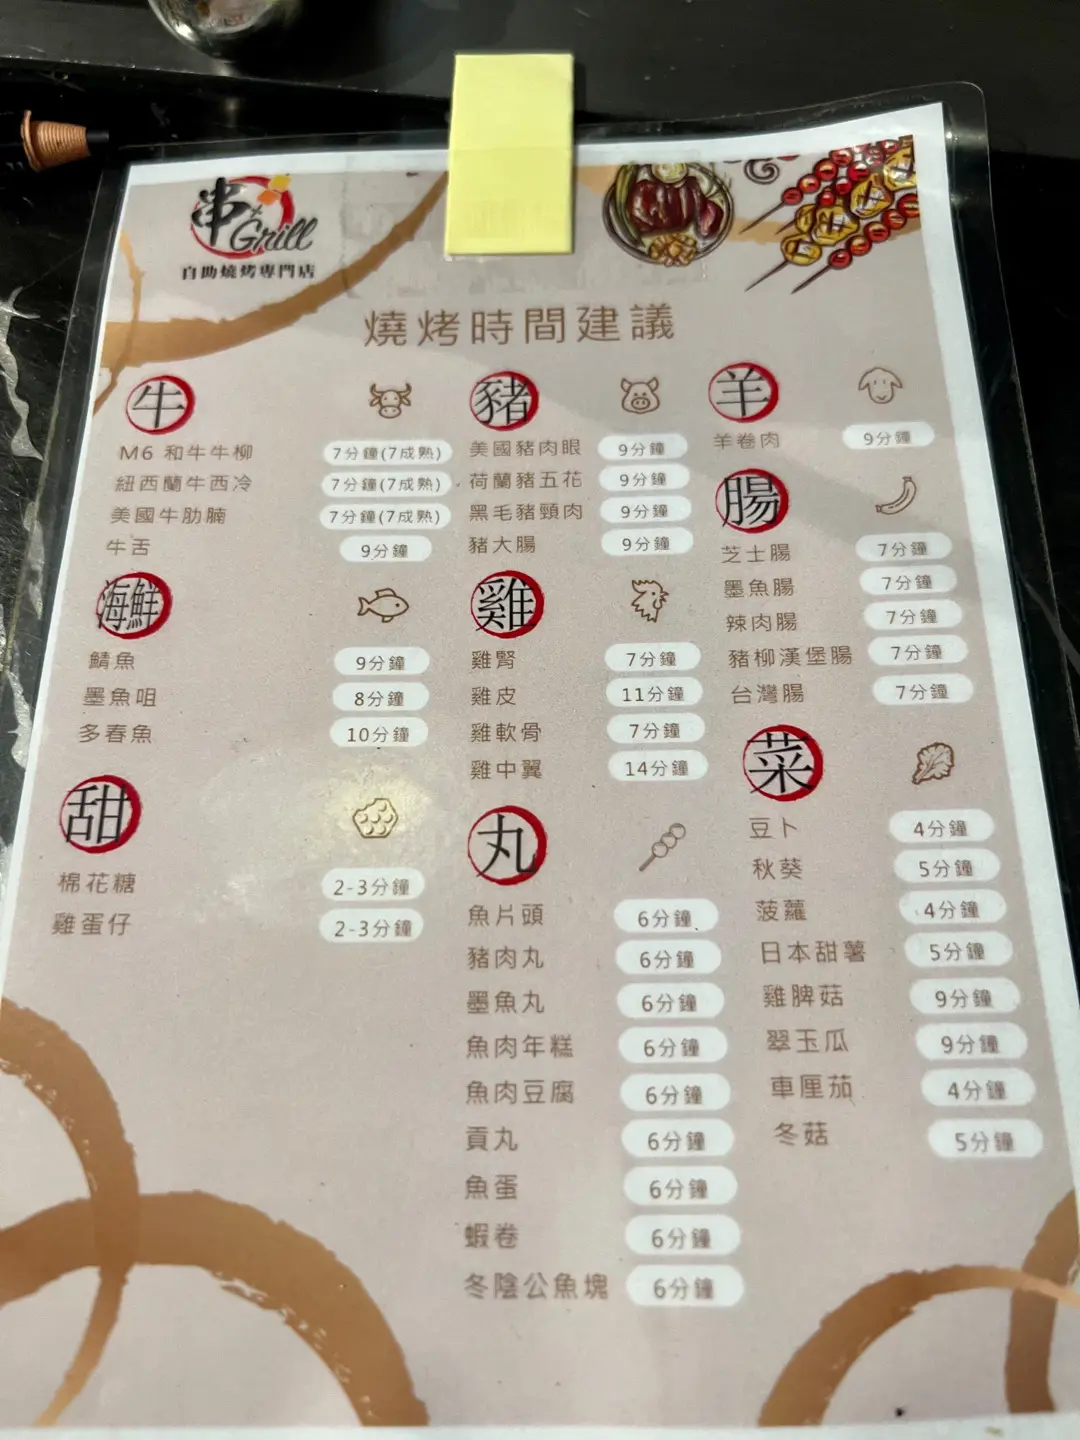 串
Grill
自助燒烤專門店
燒烤時間建議
牛
M6 和牛牛柳 7分鐘(7成熟)
紐西蘭牛西冷 7分鐘(7成熟)
美國牛肋腩 7分鐘(7成熟)
牛舌 9分鐘
海鮮
鯖魚 9分鐘
墨魚咀 8分鐘
多春魚 10分鐘
甜
棉花糖 2-3分鐘
雞蛋仔 2-3分鐘
豬
美國豬肉眼 9分鐘
荷蘭豬五花 9分鐘
黑毛豬頸肉 9分鐘
豬大腸 9分鐘
雞
雞腎 7分鐘
雞皮 11分鐘
雞軟骨 7分鐘
雞中翼 14分鐘
丸
魚片頭 6分鐘
豬肉丸 6分鐘
墨魚丸 6分鐘
魚肉年糕 6分鐘
魚肉豆腐 6分鐘
貢丸 6分鐘
魚蛋 6分鐘
蝦卷 6分鐘
冬陰公魚塊 6分鐘
羊
羊卷肉 9分鐘
腸
芝士腸 7分鐘
墨魚腸 7分鐘
辣肉腸 7分鐘
豬柳漢堡腸 7分鐘
台灣腸 7分鐘
菜
豆卜 4分鐘
秋葵 5分鐘
菠蘿 4分鐘
日本甜薯 5分鐘
雞脾菇 9分鐘
翠玉瓜 9分鐘
車厘茄 4分鐘
冬菇 5分鐘